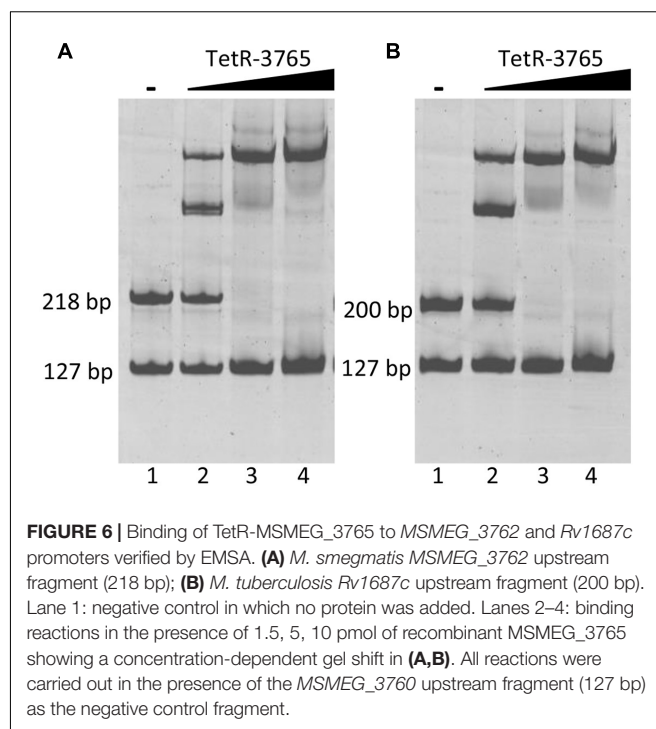 A
B
TetR-3765
TetR-3765
-
-
218 bp
127 bp
200 bp
127 bp
1 2 3 4
1 2 3 4
FIGURE 6 | Binding of TetR-MSMEG_3765 to MSMEG_3762 and Rv1687c
promoters verified by EMSA. (A) M. smegmatis MSMEG_3762 upstream
fragment (218 bp); (B) M. tuberculosis Rv1687c upstream fragment (200 bp).
Lane 1: negative control in which no protein was added. Lanes 2–4: binding
reactions in the presence of 1.5, 5, 10 pmol of recombinant MSMEG_3765
showing a concentration-dependent gel shift in (A,B). All reactions were
carried out in the presence of the MSMEG_3760 upstream fragment (127 bp)
as the negative control fragment.